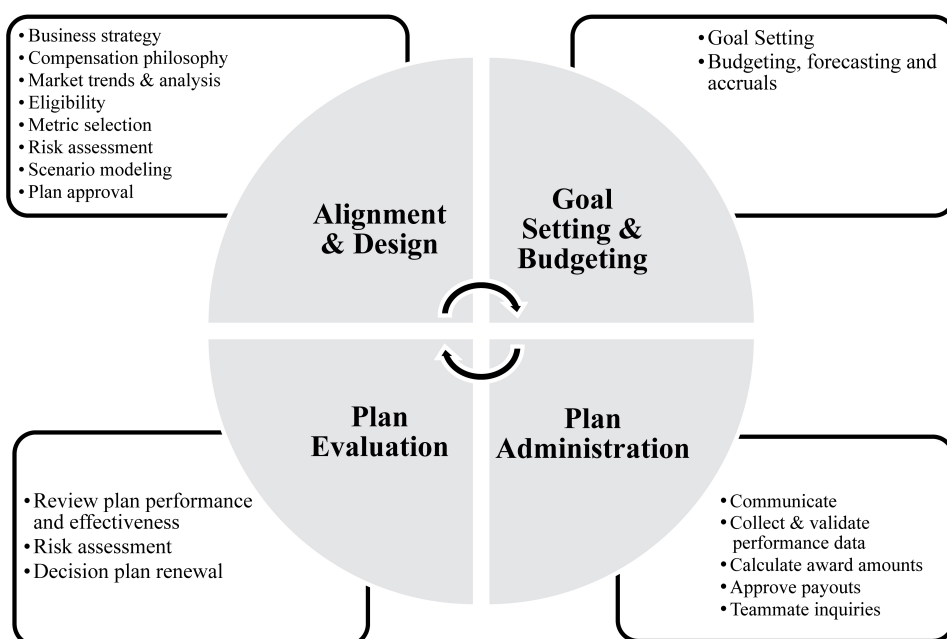 • Business strategy
• Compensation philosophy
• Market trends & analysis
• Eligibility
• Metric selection
• Risk assessment
• Scenario modeling
• Plan approval
• Goal Setting
• Budgeting, forecasting and
accruals
Alignment
& Design
Goal
Setting &
Budgeting
Plan
Evaluation
Plan
Administration
• Review plan performance
and effectiveness
• Risk assessment
• Decision plan renewal
• Communicate
• Collect & validate
performance data
• Calculate award amounts
• Approve payouts
• Teammate inquiries